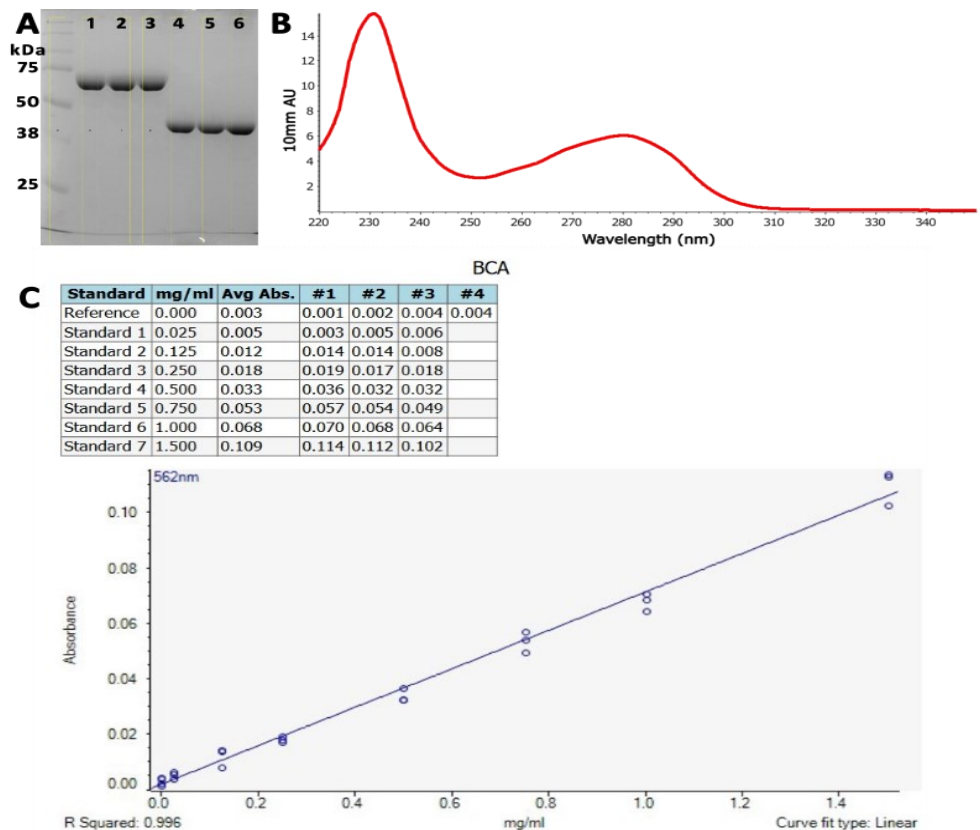 A
1 2 3 4 5 6
kDa
75
50
38
25
B
14
12
10
8
6
4
2
10mm AU
220 230 240 250 260 270 280 290 300 310 320 330 340
Wavelength (nm)
BCA
C
Standard mg/ml Avg Abs. #1 #2 #3 #4
Reference 0.000 0.003 0.001 0.002 0.004 0.004
Standard 1 0.025 0.005 0.003 0.005 0.006
Standard 2 0.125 0.012 0.014 0.014 0.008
Standard 3 0.250 0.018 0.019 0.017 0.018
Standard 4 0.500 0.033 0.036 0.032 0.032
Standard 5 0.750 0.053 0.057 0.054 0.049
Standard 6 1.000 0.068 0.070 0.068 0.064
Standard 7 1.500 0.109 0.114 0.112 0.102
562nm
0.10
0.08
0.06
0.04
0.02
0.00
Absorbance
0.0 0.2 0.4 0.6 0.8 1.0 1.2 1.4
R Squared: 0.996 mg/ml Curve fit type: Linear